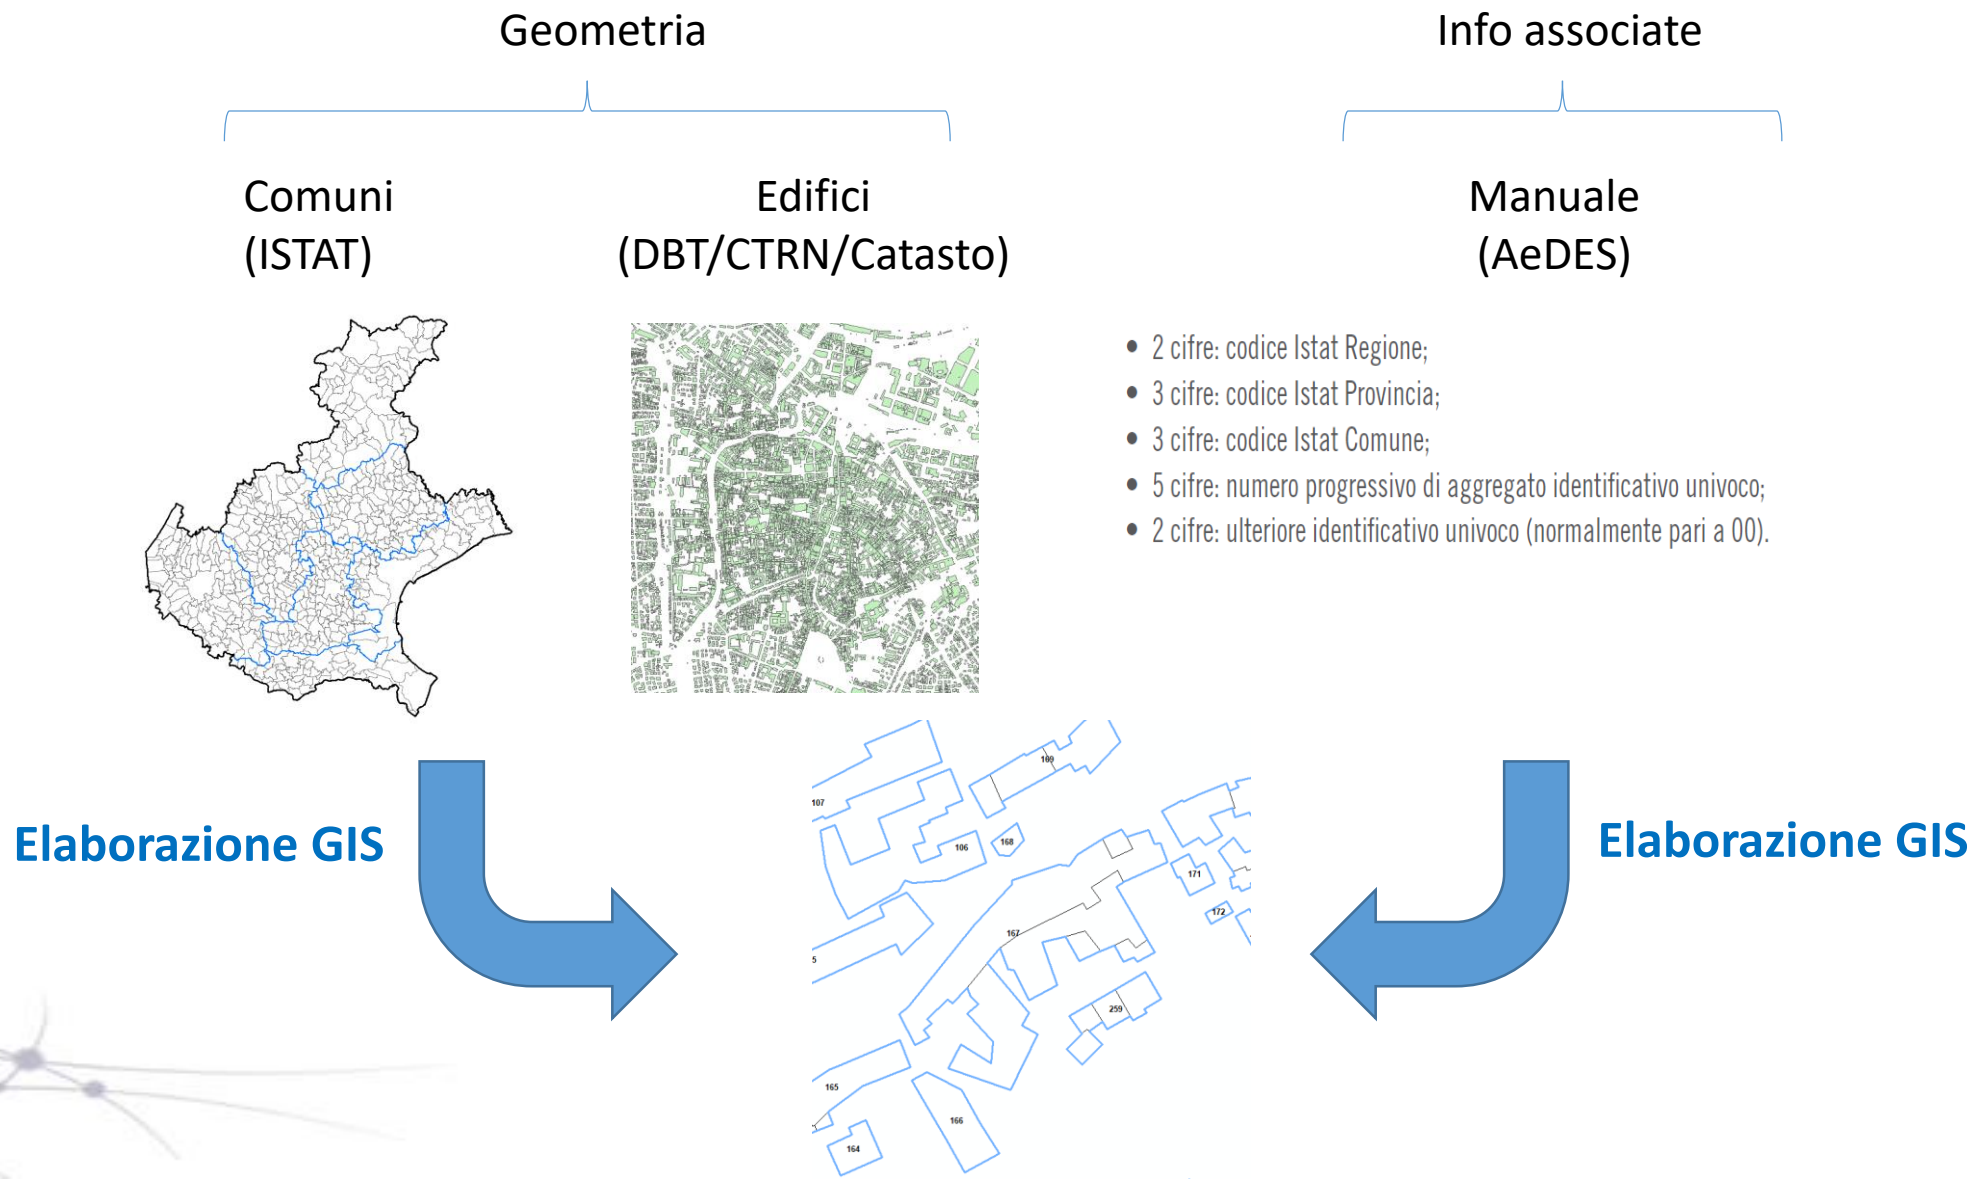 Geometria
Info associate
Comuni
(ISTAT)
Edifici
(DBT/CTRN/Catasto)
Manuale
(AeDES)
• 2 cifre: codice Istat Regione;
• 3 cifre: codice Istat Provincia;
• 3 cifre: codice Istat Comune;
• 5 cifre: numero progressivo di aggregato identificativo univoco;
• 2 cifre: ulteriore identificativo univoco (normalmente pari a 00).
Elaborazione GIS
Elaborazione GIS
169
107
106
168
171
172
167
5
259
165
166
164